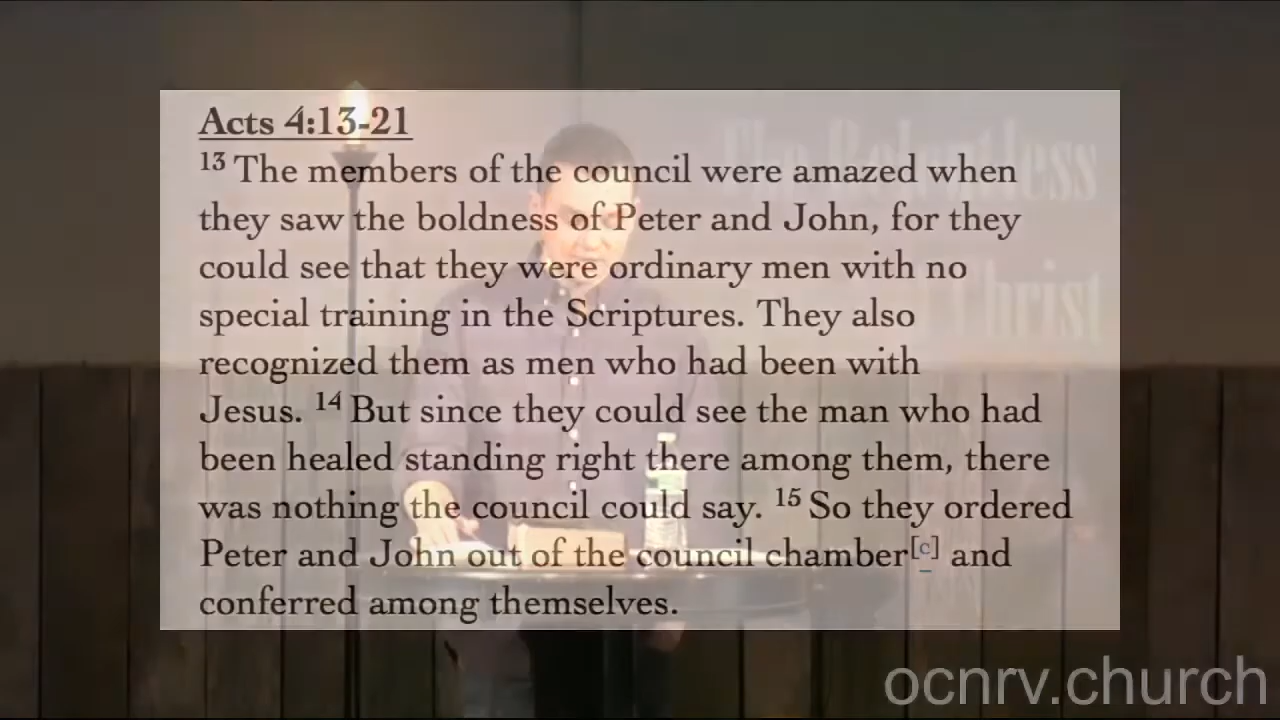 Acts 4:13-21
13 The members of the council were amazed when
they saw the boldness of Peter and John, for they
could see that they were ordinary men with no
special training in the Scriptures. They also
recognized them as men who had been with
Jesus. 14 But since they could see the man who had
been healed standing right there among them, there
was nothing the council could say. 15 So they ordered
Peter and John out of the council chamber[c] and
conferred among themselves.
Relentless
Christ
ocnrv.church